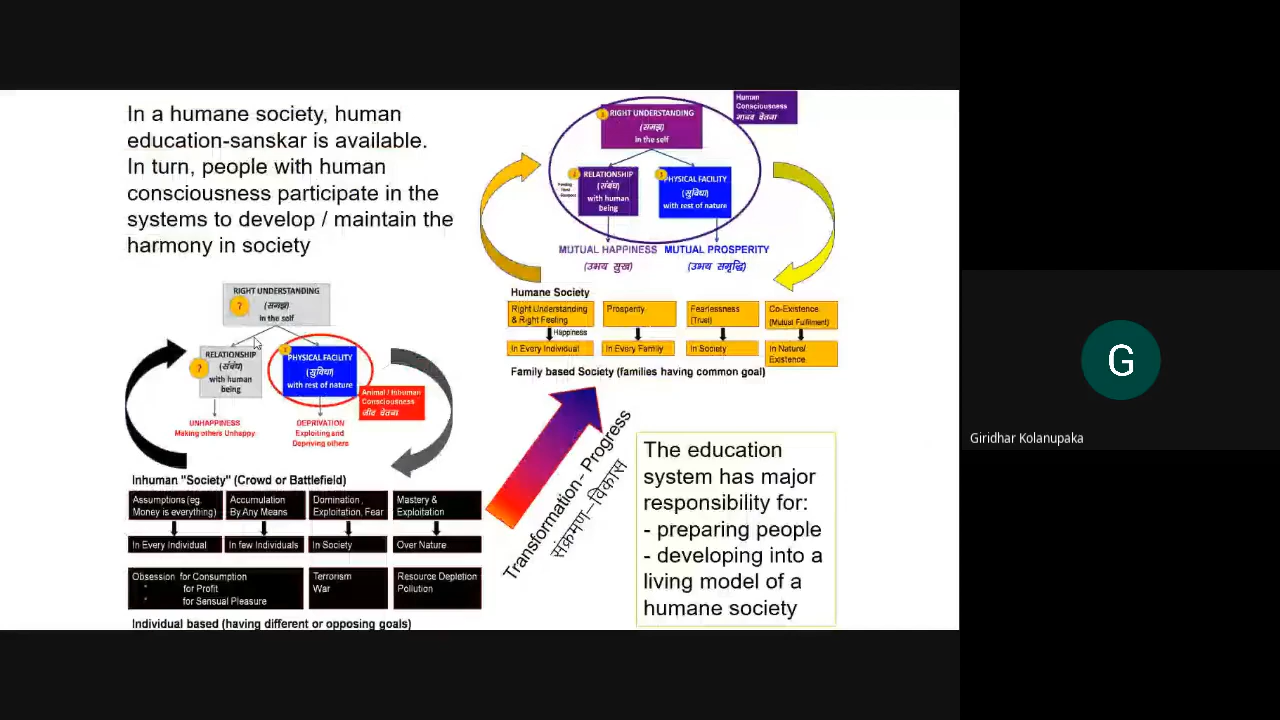 In a humane society, human
education-sanskar is available.
In turn, people with human
consciousness participate in the
systems to develop / maintain the
harmony in society
Human
Consciousness
मानव चेतना
RIGHT UNDERSTANDING
(समझ)
in the self
RELATIONSHIP
(संबंध)
with human
being
PHYSICAL FACILITY
(सुविधा)
with rest of nature
MUTUAL HAPPINESS
(उभय सुख)
MUTUAL PROSPERITY
(उभय समृद्धि)
Humane Society
Right Understanding
& Right Feeling
Happiness
In Every Individual
Prosperity
In Every Family
Fearlessness
(Trust)
In Society
Co-Existence
(Mutual Fulfilment)
In Nature/
Existence
Family based Society (families having common goal)
RIGHT UNDERSTANDING
?
(समझ)
in the self
RELATIONSHIP
?
(संबंध)
with human
being
PHYSICAL FACILITY
(सुविधा)
with rest of nature
Animal / Inhuman
Consciousness
जीव चेतना
UNHAPPINESS
Making others Unhappy
DEPRIVATION
Exploiting and
Depriving others
Inhuman "Society" (Crowd or Battlefield)
Assumptions (eg.
Money is everything)
In Every Individual
Accumulation
By Any Means
In few Individuals
Domination,
Exploitation, Fear
In Society
Mastery &
Exploitation
Over Nature
Obsession for Consumption
" for Profit
" for Sensual Pleasure
Terrorism
War
Resource Depletion
Pollution
Individual based (having different or opposing goals)
Transformation- Progress
संक्रमण-विकास
The education
system has major
responsibility for:
- preparing people
- developing into a
living model of a
humane society
G
Giridhar Kolanupaka